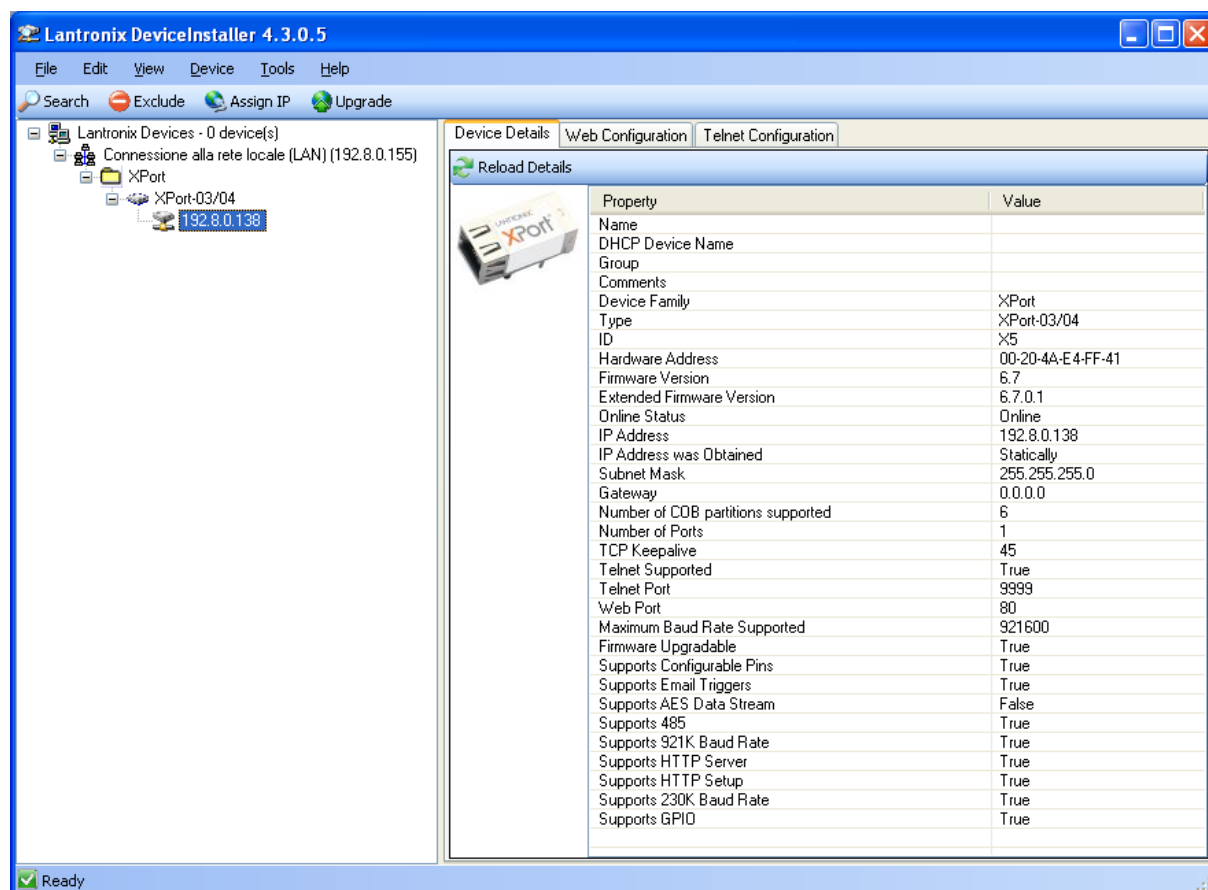 Lantronix DeviceInstaller 4.3.0.5
File Edit View Device Tools Help
Search Exclude Assign IP Upgrade
Lantronix Devices - 0 device(s)
Connessione alla rete locale (LAN) (192.8.0.155)
XPort
XPort-03/04
192.8.0.138
Device Details Web Configuration Telnet Configuration
Reload Details
LANTRONIX
XPort
Property Value
Name
DHCP Device Name
Group
Comments
Device Family XPort
Type XPort-03/04
ID X5
Hardware Address 00-20-4A-E4-FF-41
Firmware Version 6.7
Extended Firmware Version 6.7.0.1
Online Status Online
IP Address 192.8.0.138
IP Address was Obtained Statically
Subnet Mask 255.255.255.0
Gateway 0.0.0.0
Number of COB partitions supported 6
Number of Ports 1
TCP Keepalive 45
Telnet Supported True
Telnet Port 9999
Web Port 80
Maximum Baud Rate Supported 921600
Firmware Upgradable True
Supports Configurable Pins True
Supports Email Triggers True
Supports AES Data Stream False
Supports 485 True
Supports 921K Baud Rate True
Supports HTTP Server True
Supports HTTP Setup True
Supports 230K Baud Rate True
Supports GPIO True
Ready